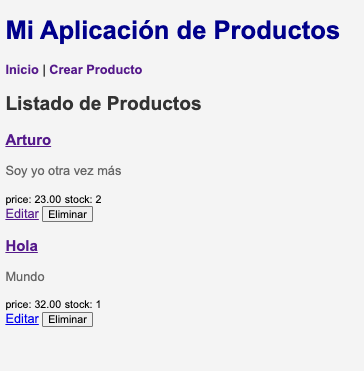 Mi Aplicación de Productos
Inicio | Crear Producto
Listado de Productos
Arturo
Soy yo otra vez más
price: 23.00 stock: 2
Editar Eliminar
Hola
Mundo
price: 32.00 stock: 1
Editar Eliminar